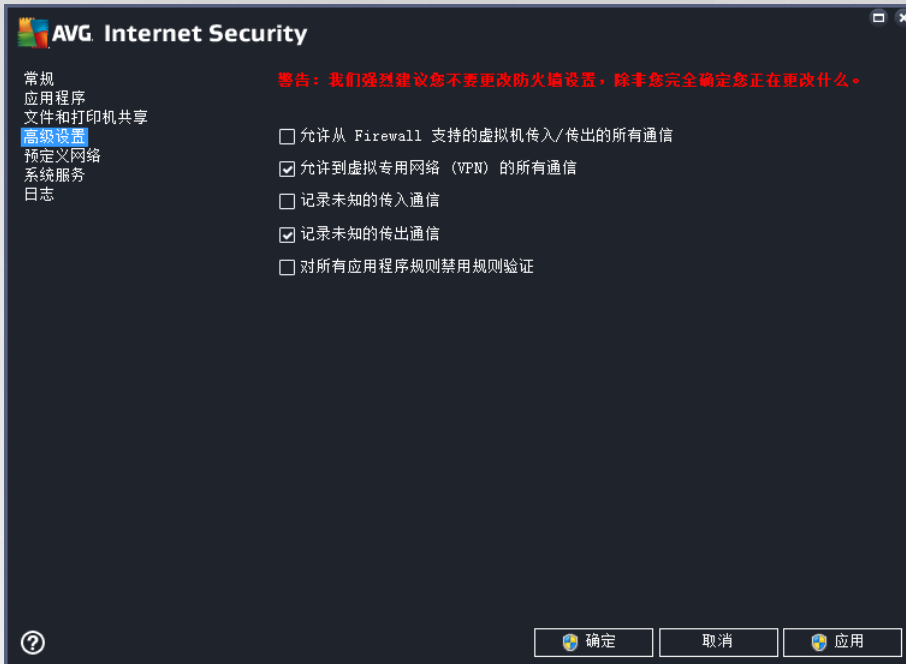 AVG Internet Security
常规
应用程序
文件和打印机共享
高级设置
预定义网络
系统服务
日志
警告：我们强烈建议您不要更改防火墙设置，除非您完全确定您正在更改什么。
允许从 Firewall 支持的虚拟机传入/传出的所有通信
允许到虚拟专用网络 (VPN) 的所有通信
记录未知的传入通信
记录未知的传出通信
对所有应用程序规则禁用规则验证
确定
取消
应用